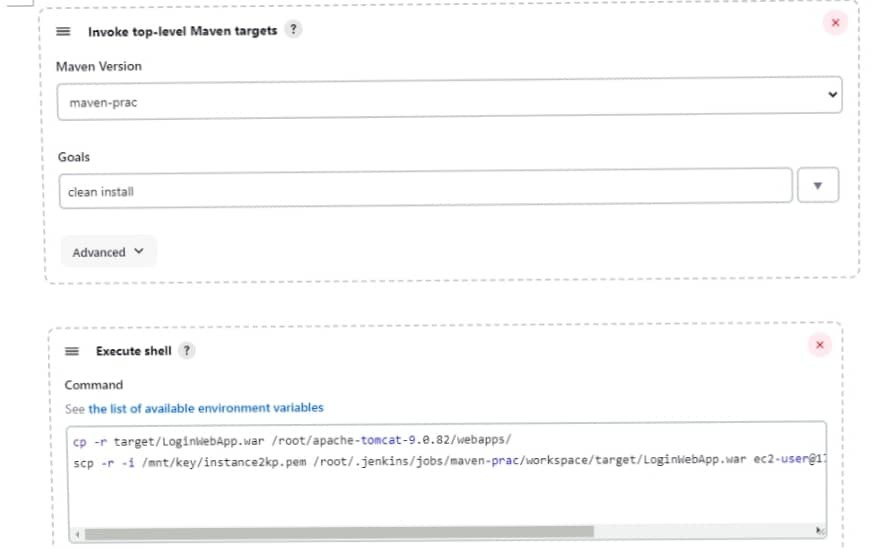 Invoke top-level Maven targets ?
Maven Version
maven-prac
Goals
clean install
Advanced
Execute shell ?
Command
See the list of available environment variables
cp -r target/LoginWebApp.war /root/apache-tomcat-9.0.82/webapps/
scp -r -i /mnt/key/instance2kp.pem /root/.jenkins/jobs/maven-prac/workspace/target/LoginWebApp.war ec2-user@1